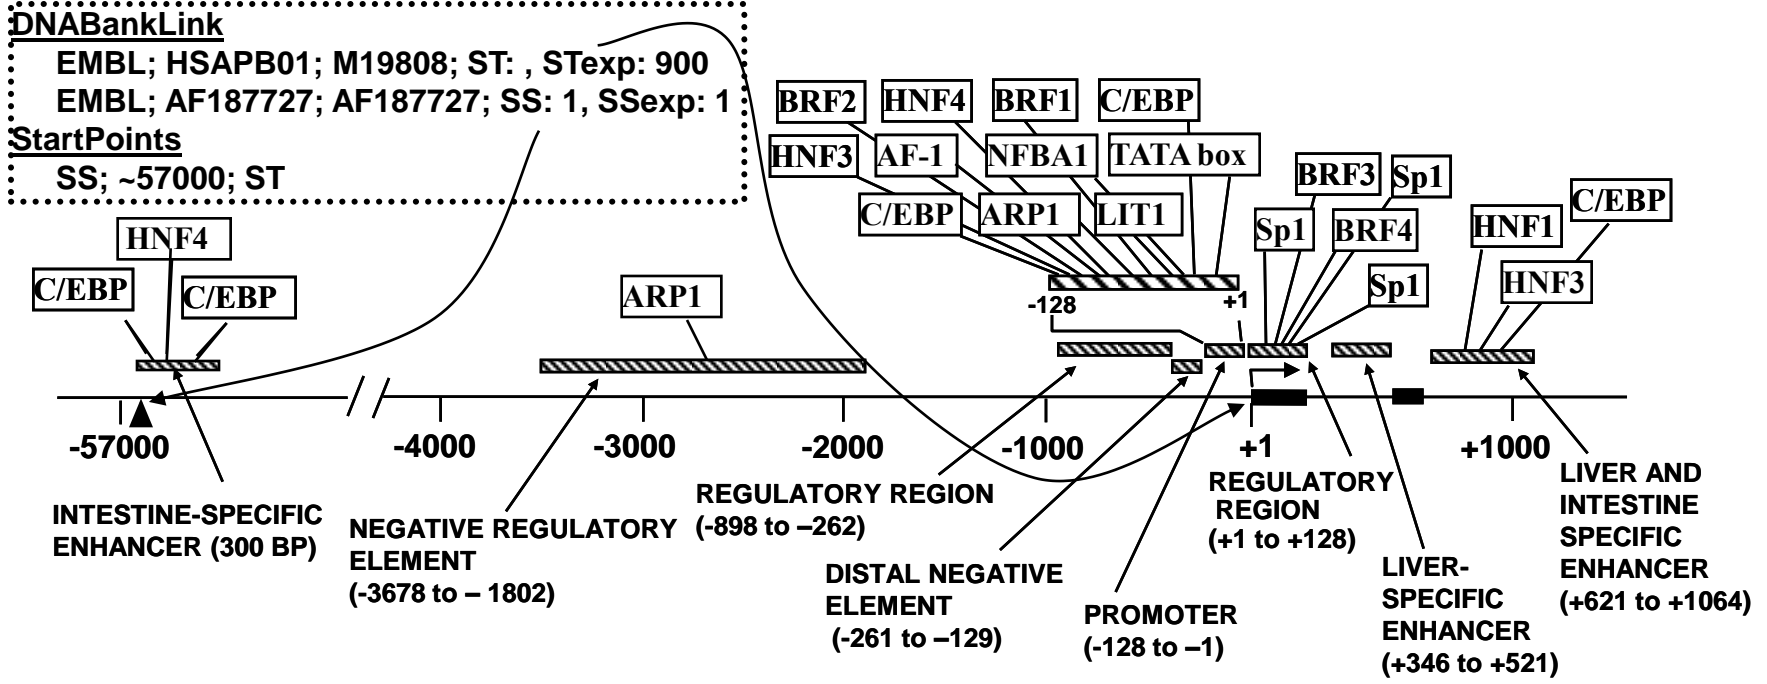 DNABankLink
EMBL; HSAPB01; M19808; ST: , STexp: 900
EMBL; AF187727; AF187727; SS: 1, SSexp: 1
StartPoints
SS; ~57000; ST
BRF2 HNF4 BRF1 C/EBP
HNF3 AF-1 NFBA1 TATA box
C/EBP ARP1 LIT1
BRF3 Sp1
Sp1 BRF4
Sp1
C/EBP
HNF1
HNF3
HNF4
C/EBP C/EBP
ARP1
-128 +1
-57000 -4000 -3000 -2000 -1000 +1 +1000
INTESTINE-SPECIFIC
ENHANCER (300 BP)
NEGATIVE REGULATORY
ELEMENT
(-3678 to – 1802)
REGULATORY REGION
(-898 to –262)
DISTAL NEGATIVE
ELEMENT
(-261 to –129)
PROMOTER
(-128 to –1)
REGULATORY
REGION
(+1 to +128)
LIVER-
SPECIFIC
ENHANCER
(+346 to +521)
LIVER AND
INTESTINE
SPECIFIC
ENHANCER
(+621 to +1064)